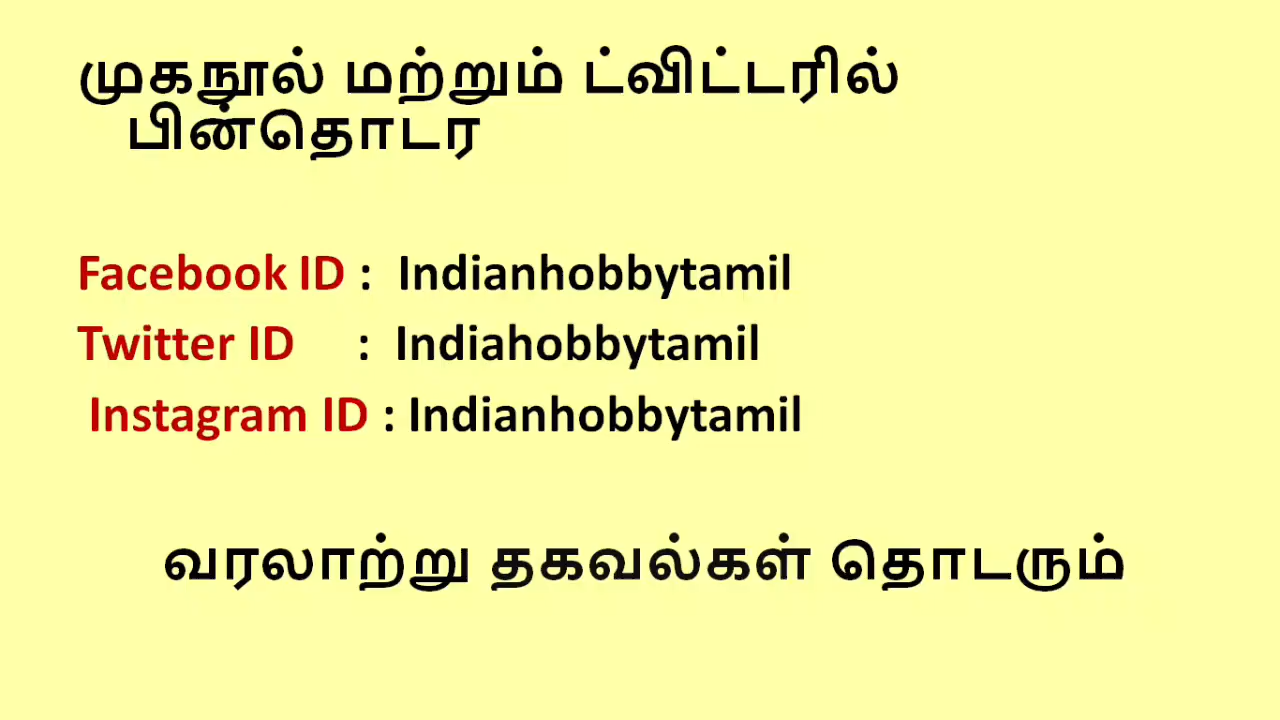 முகநூல் மற்றும் ட்விட்டரில்
பின்தொடர
Facebook ID : Indianhobbytamil
Twitter ID : Indiahobbytamil
Instagram ID : Indianhobbytamil
வரலாற்று தகவல்கள் தொடரும்